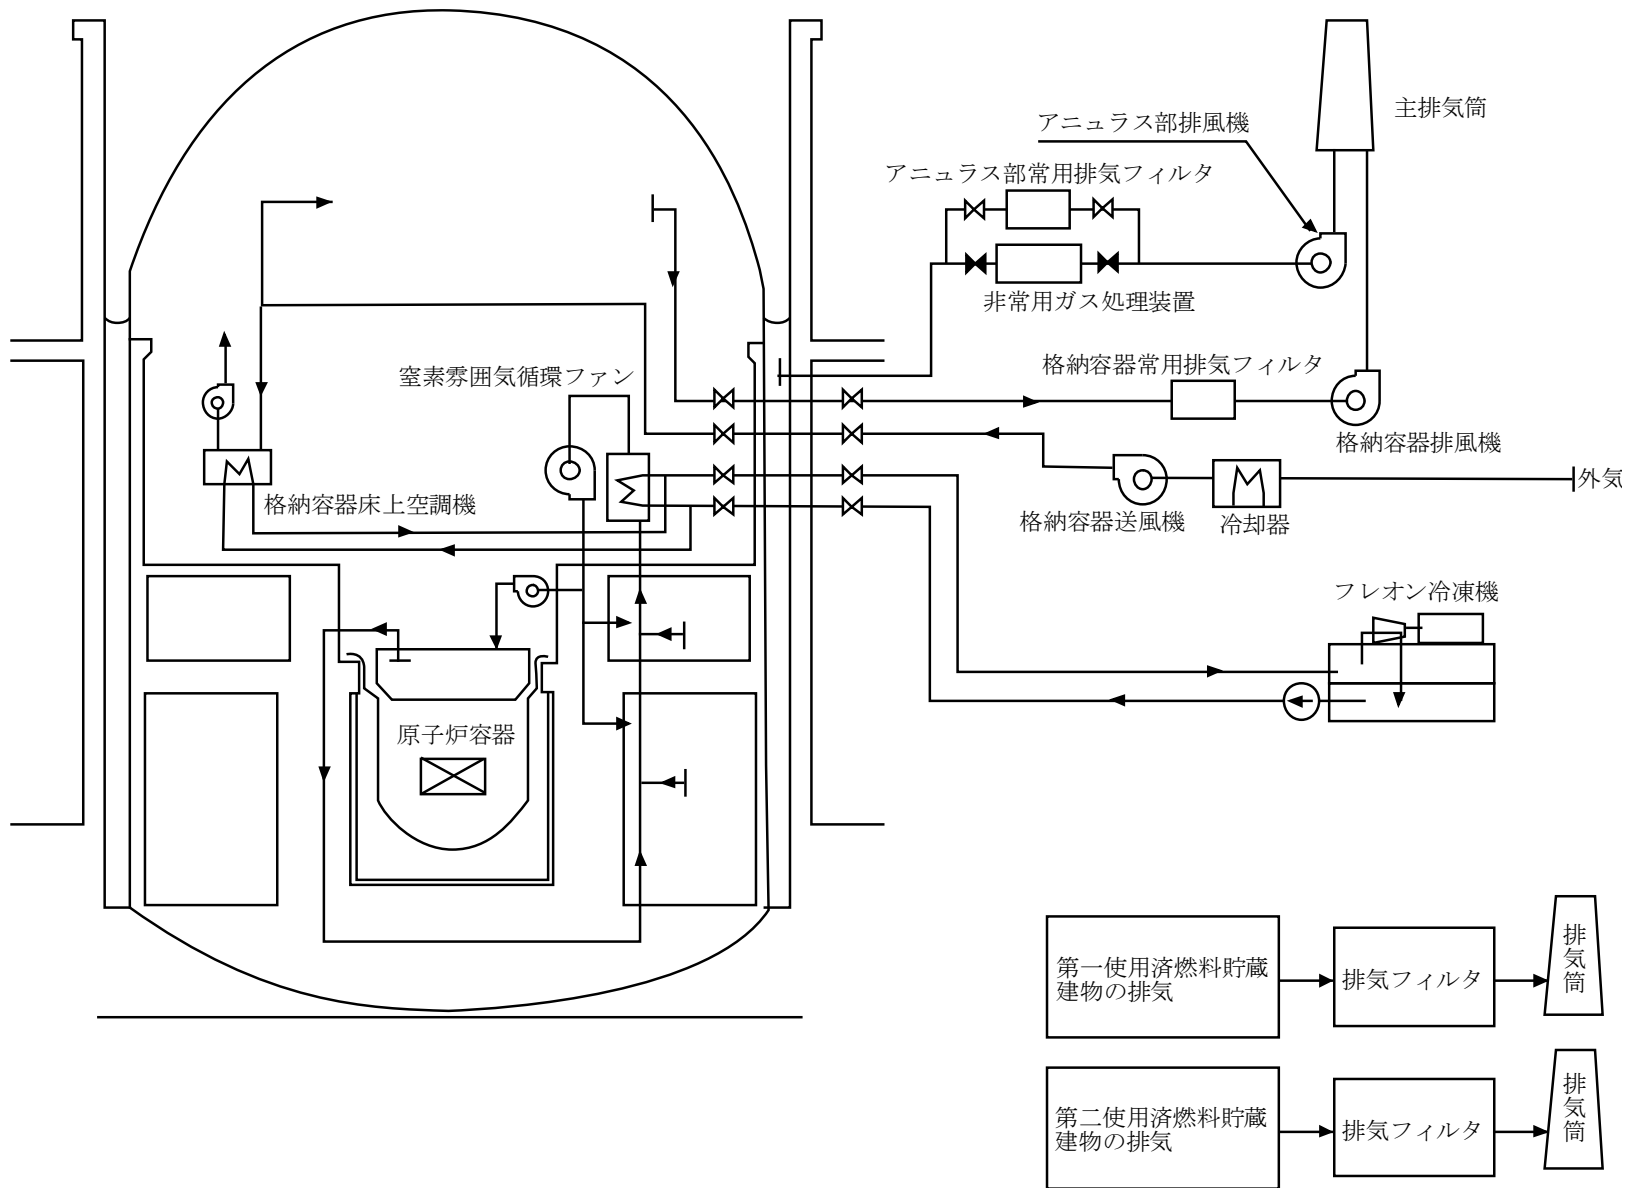 主排気筒
アニュラス部排風機
アニュラス部常用排気フィルタ
非常用ガス処理装置
格納容器常用排気フィルタ
窒素雰囲気循環ファン
格納容器排風機
外気
格納容器床上空調機
格納容器送風機
冷却器
フレオン冷凍機
原子炉容器
第一使用済燃料貯蔵
建物の排気
排気フィルタ
排
気
筒
第二使用済燃料貯蔵
建物の排気
排気フィルタ
排
気
筒